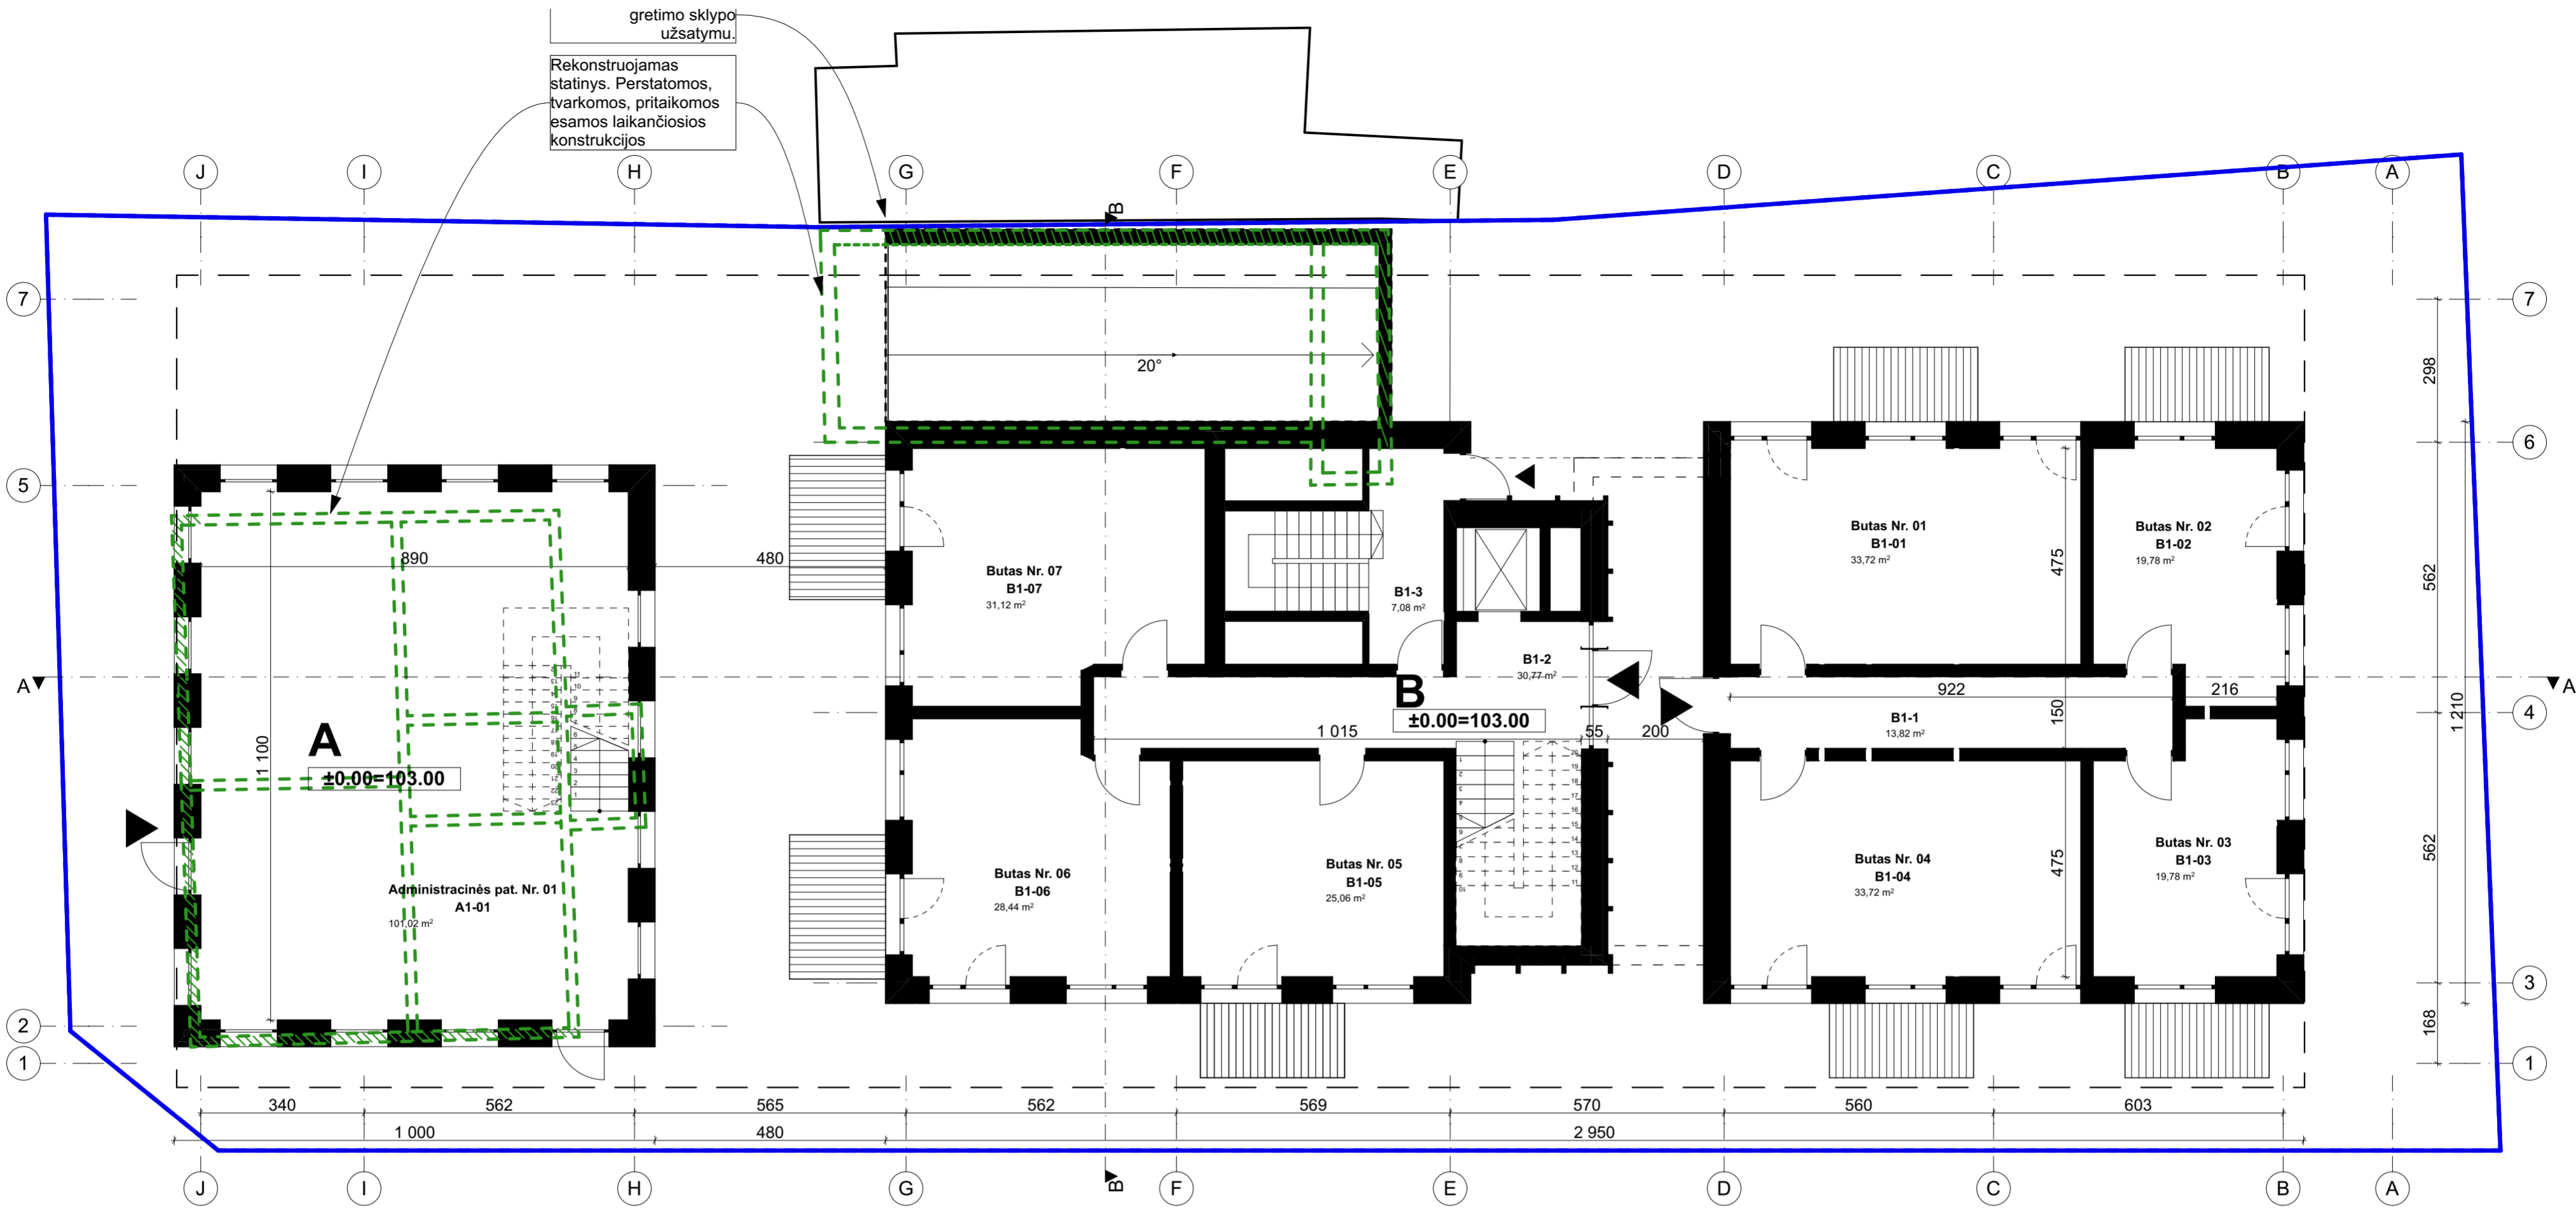 gretimo sklypo
užsatymu.
Rekonstruojamas
statinys. Perstatomos,
tvarkomos, pritaikomos
esamos laikančiosios
konstrukcijos
J I H G F E D C B A
B
7 7
298
20°
6
5
890
480
Butas Nr. 07
B1-07
31,12 m²
B1-3
7,08 m²
Butas Nr. 01
B1-01
33,72 m²
475
Butas Nr. 02
B1-02
19,78 m²
562
A
B1-2
30,77 m²
B
±0.00=103.00
1 015
55
200
922
216
150
B1-1
13,82 m²
A
1 210
4
A
±0.00=103.00
1 100
Administracinės pat. Nr. 01
A1-01
101,02 m²
Butas Nr. 06
B1-06
28,44 m²
Butas Nr. 05
B1-05
25,06 m²
Butas Nr. 04
B1-04
33,72 m²
475
Butas Nr. 03
B1-03
19,78 m²
562
3
2
168
1 1
340 562 565 562 569 570 560 603
1 000 480 2 950
B
J I H G F E D C B A